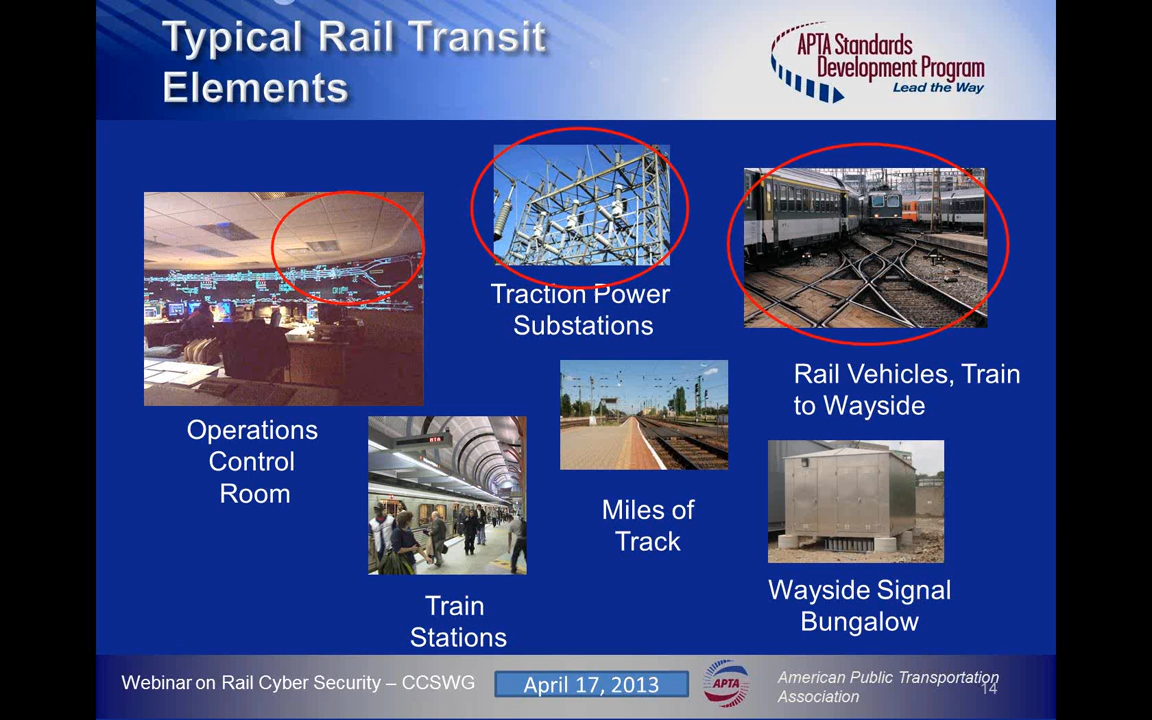 Typical Rail Transit
Elements
APTA Standards
Development Program
Lead the Way
Traction Power
Substations
Rail Vehicles, Train
to Wayside
Operations
Control
Room
Miles of
Track
Wayside Signal
Bungalow
Train
Stations
Webinar on Rail Cyber Security – CCSWG
April 17, 2013
APTA
American Public Transportation
Association
14